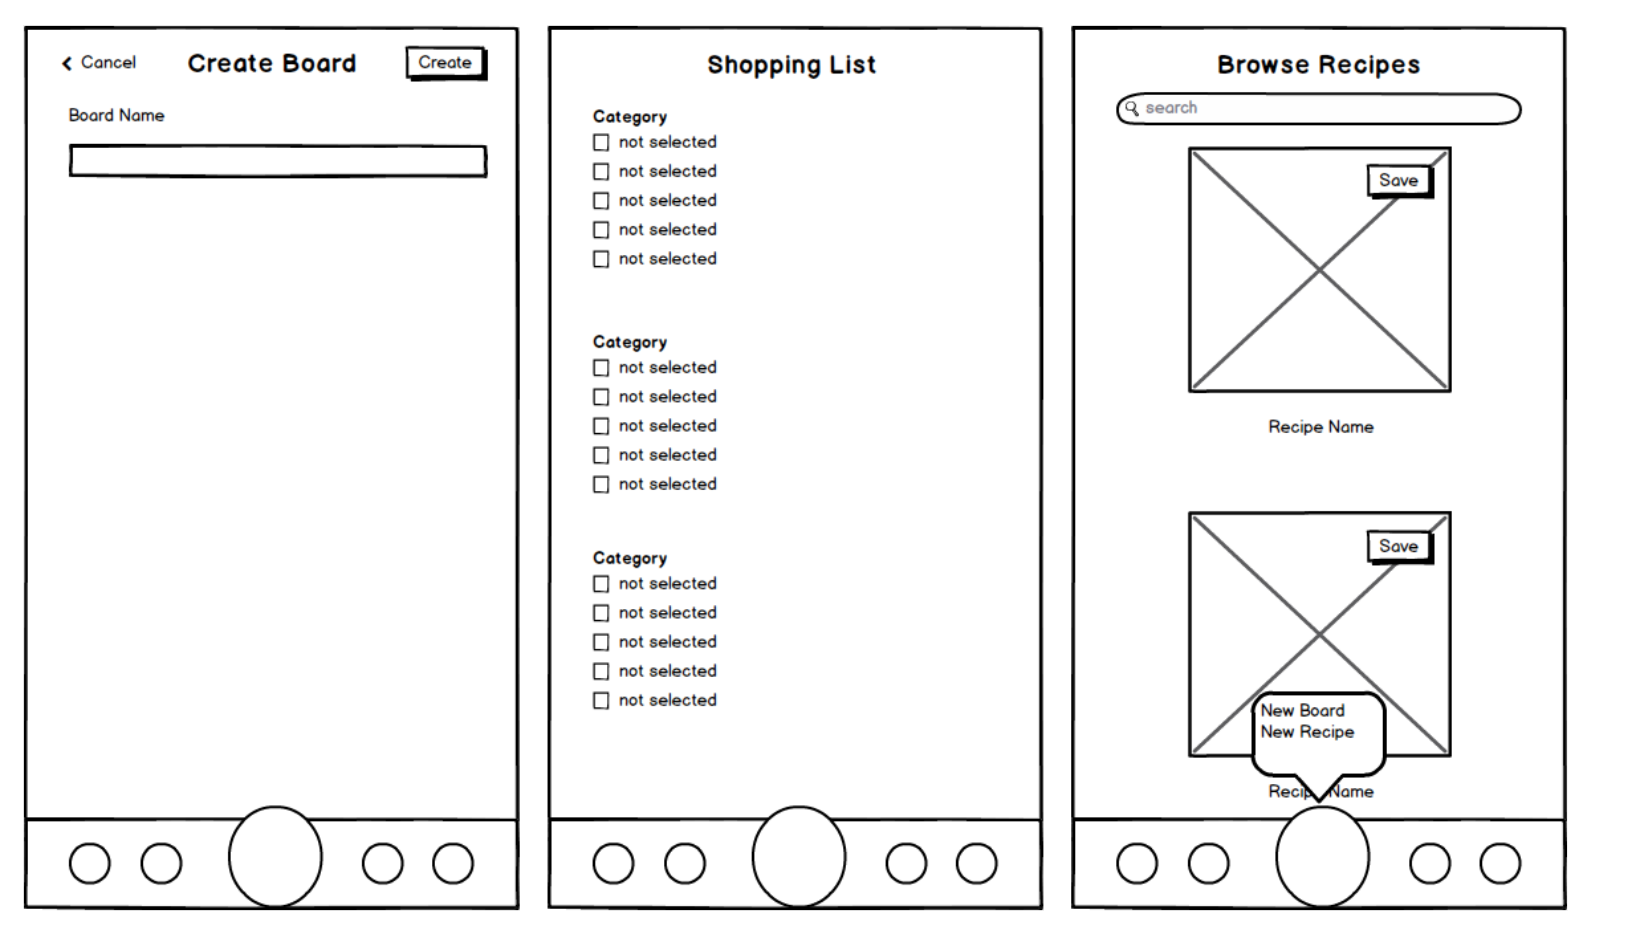 Cancel
Create Board
Create
Board Name
Shopping List
Category
not selected
not selected
not selected
not selected
not selected
Category
not selected
not selected
not selected
not selected
not selected
Category
not selected
not selected
not selected
not selected
not selected
Browse Recipes
search
Save
Recipe Name
Save
New Board
New Recipe
Recip Name